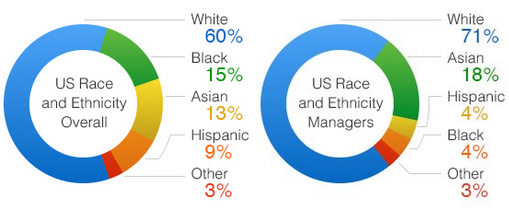 White
60%
Black
15%
Asian
13%
Hispanic
9%
Other
3%
US Race
and Ethnicity
Overall
White
71%
Asian
18%
Hispanic
4%
Black
4%
Other
3%
US Race
and Ethnicity
Managers